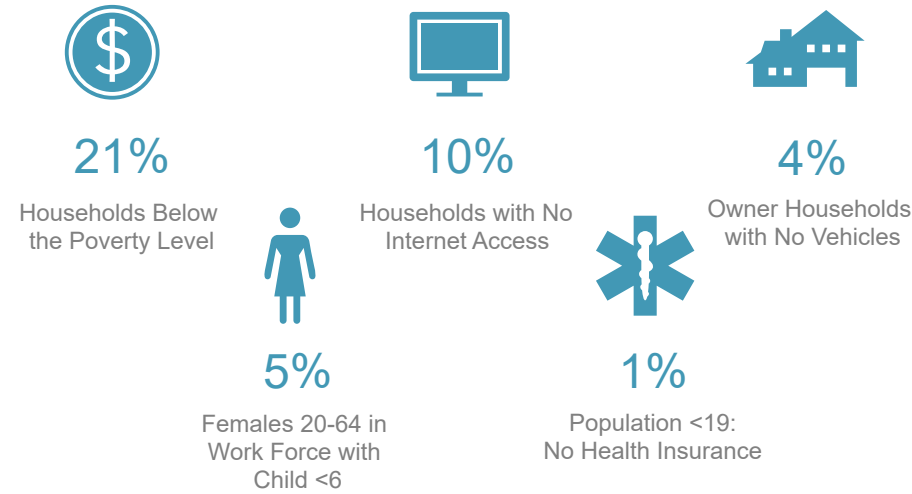 $
21%
Households Below
the Poverty Level
10%
Households with No
Internet Access
4%
Owner Households
with No Vehicles
5%
Females 20-64 in
Work Force with
Child <6
1%
Population <19:
No Health Insurance